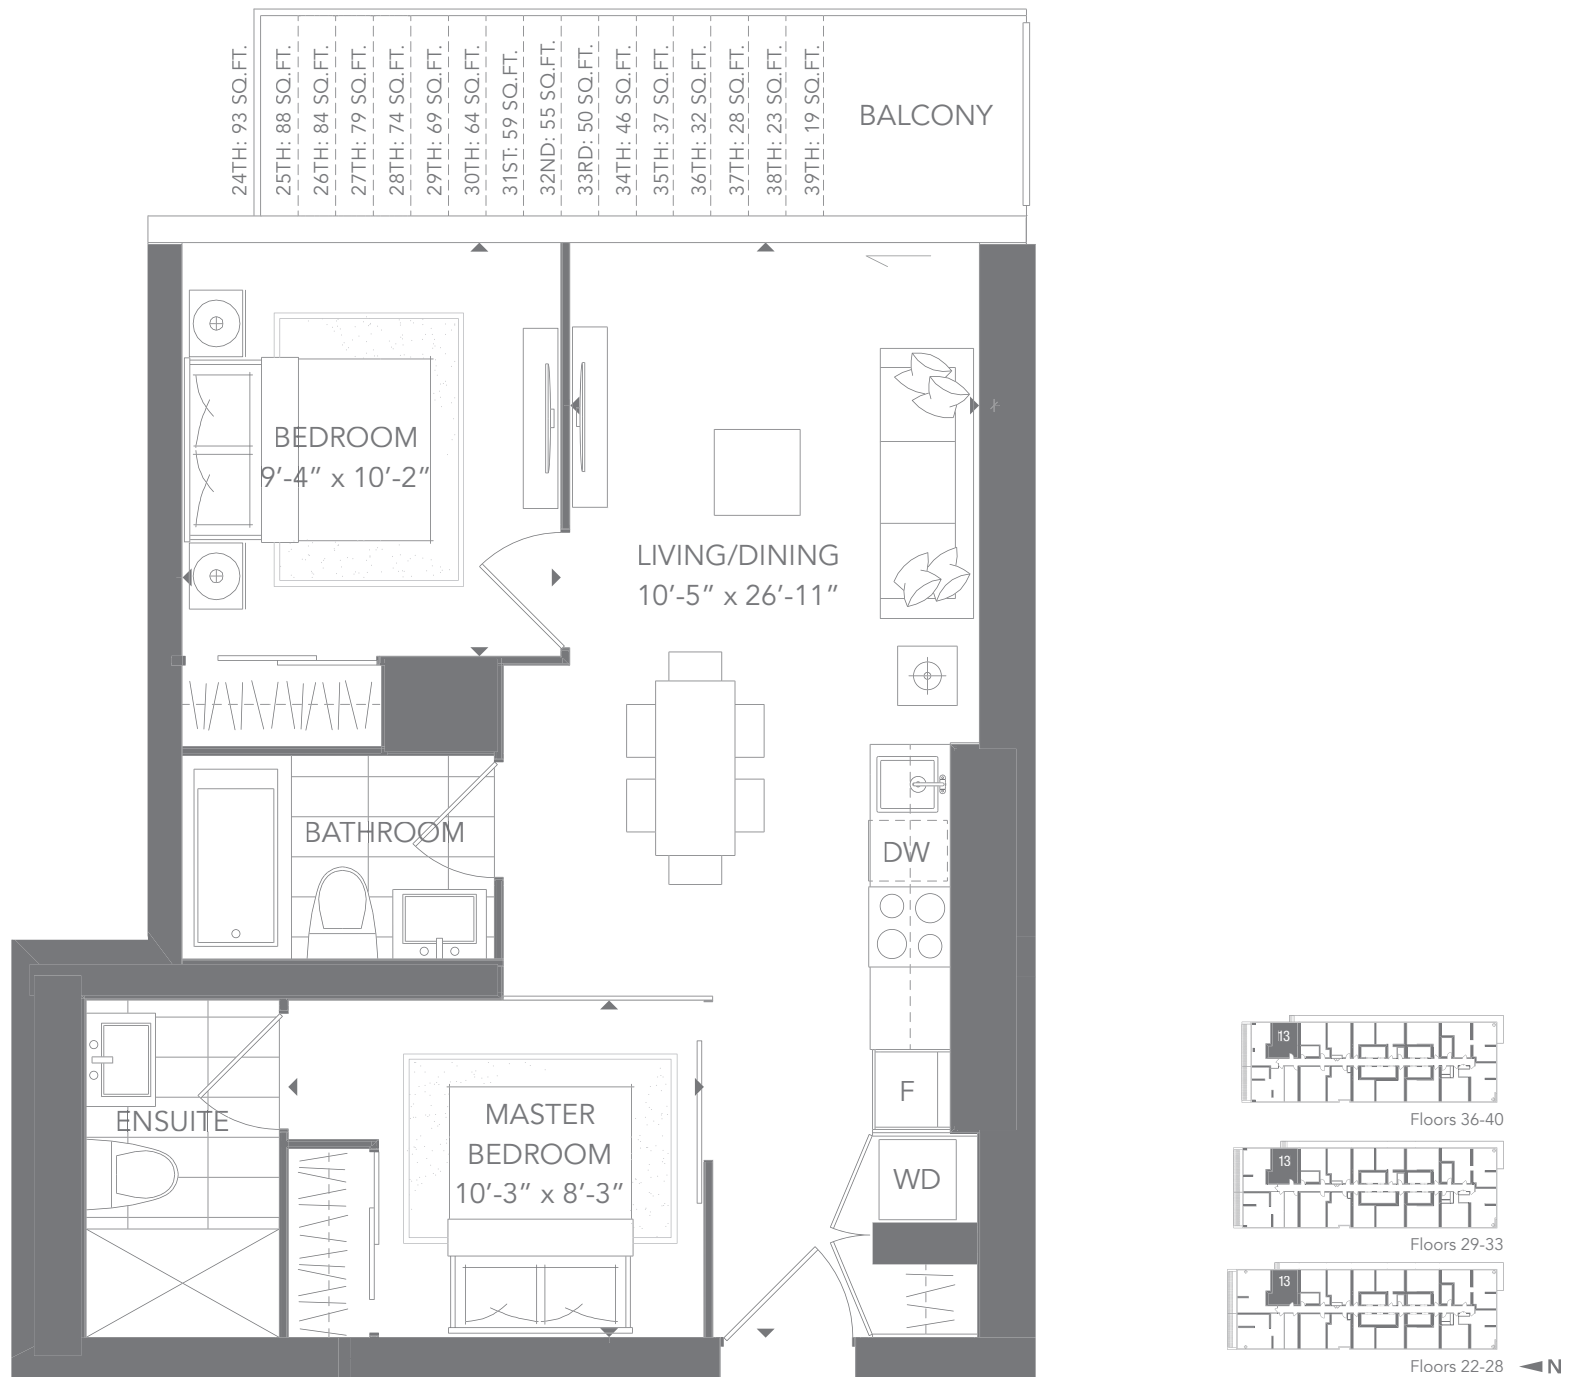 24TH: 93 SQ.FT.
25TH: 88 SQ.FT.
26TH: 84 SQ.FT.
27TH: 79 SQ.FT.
28TH: 74 SQ.FT.
29TH: 69 SQ.FT.
30TH: 64 SQ.FT.
31ST: 59 SQ.FT.
32ND: 55 SQ.FT.
33RD: 50 SQ.FT.
34TH: 46 SQ.FT.
35TH: 37 SQ.FT.
36TH: 32 SQ.FT.
37TH: 28 SQ.FT.
38TH: 23 SQ.FT.
39TH: 19 SQ.FT.
BALCONY
BEDROOM
9’-4” x 10’-2”
LIVING/DINING
10’-5” x 26’-11”
BATHROOM
DW
ENSUITE
MASTER
BEDROOM
10’-3” x 8’-3”
F
WD
13
Floors 36-40
13
Floors 29-33
13
Floors 22-28
N